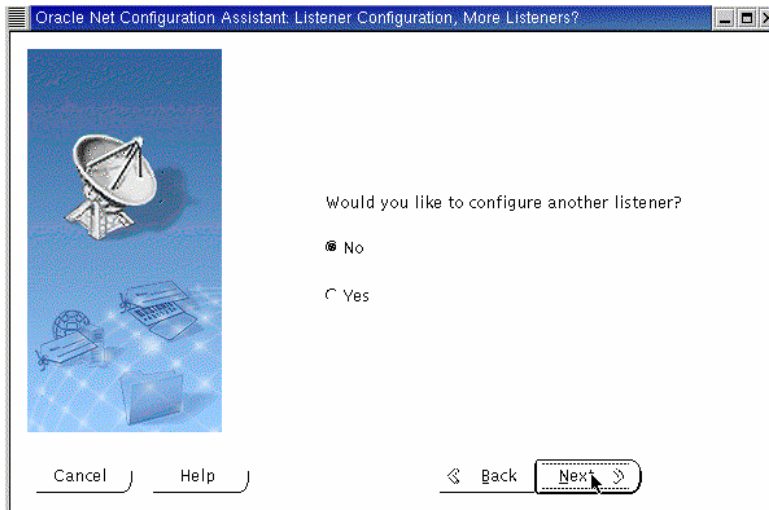 Oracle Net Configuration Assistant: Listener Configuration, More Listeners?
Would you like to configure another listener?
No
Yes
Cancel
Help
Back
Next